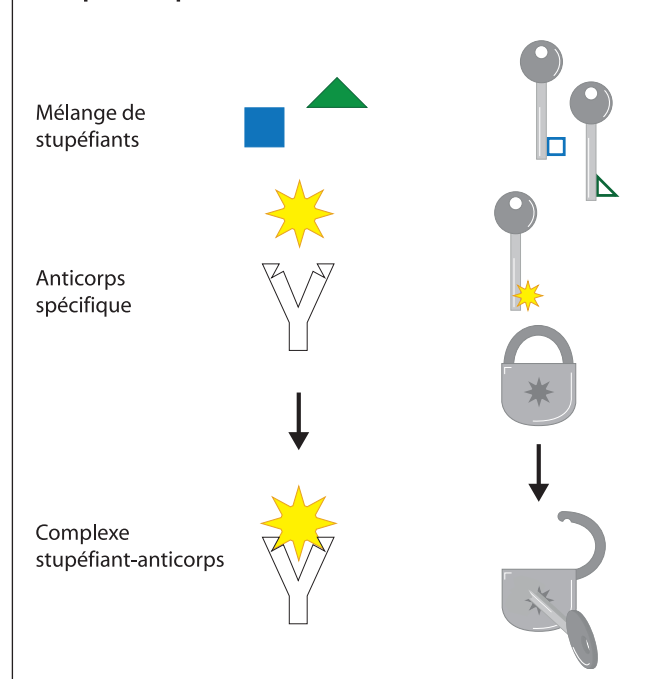 Mélange de
stupéfiants
Anticorps
spécifique
Complexe
stupéfiant-anticorps